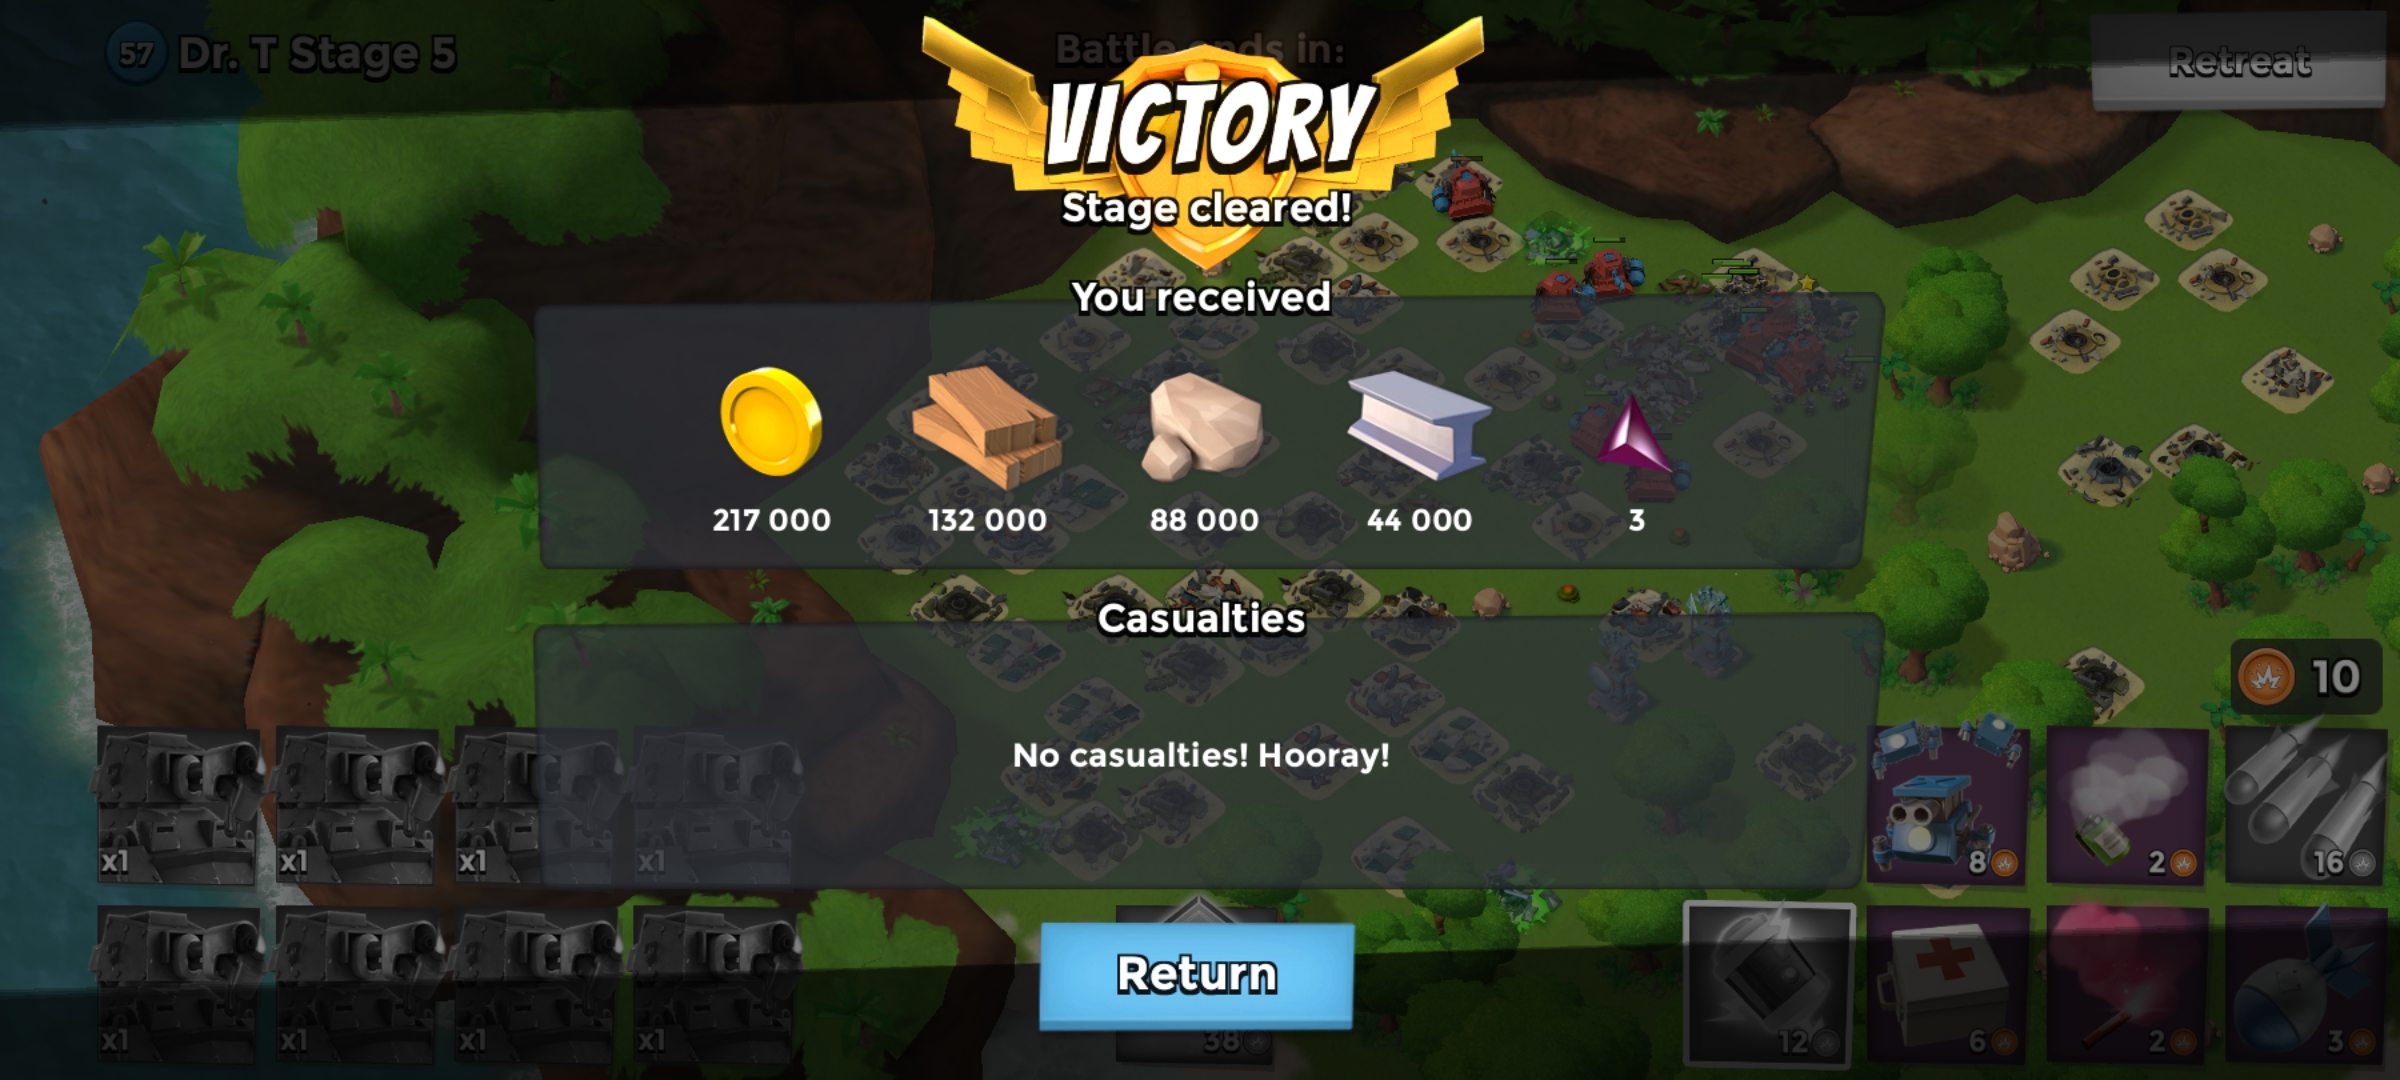 57 Dr. T Stage 5
Battle ends in:
Retreat
VICTORY
Stage cleared!
You received
217 000
132 000
88 000
44 000
3
Casualties
No casualties! Hooray!
10
x1
x1
x1
x1
8
2
16
Return
x1
x1
x1
x1
38
12
6
2
3